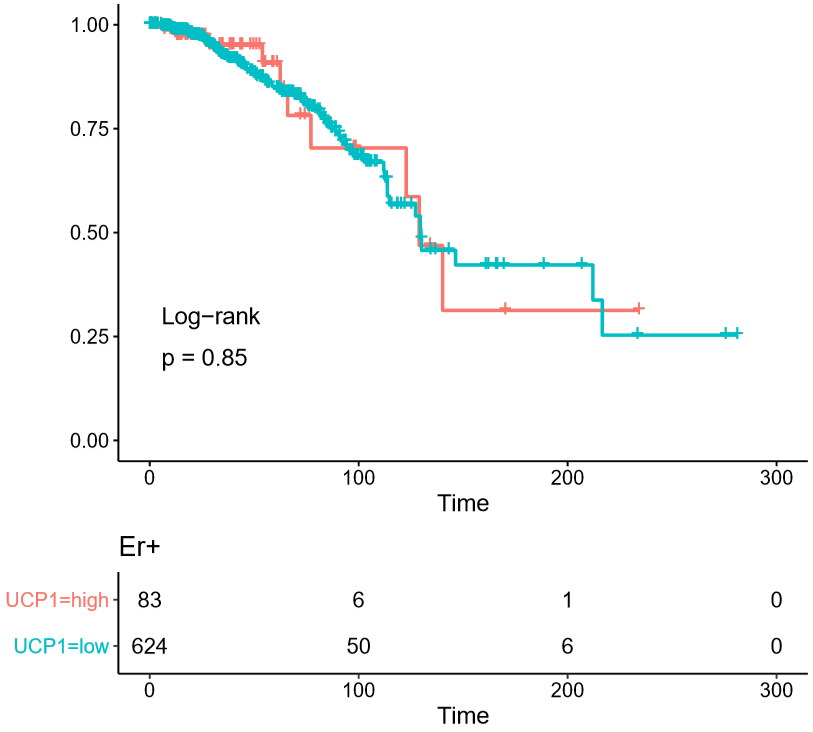 1.00
0.75
0.50
0.25
0.00
Log−rank
p = 0.85
0 100 200 300
Time
Er+
UCP1=high 83 6 1 0
UCP1=low 624 50 6 0
0 100 200 300
Time